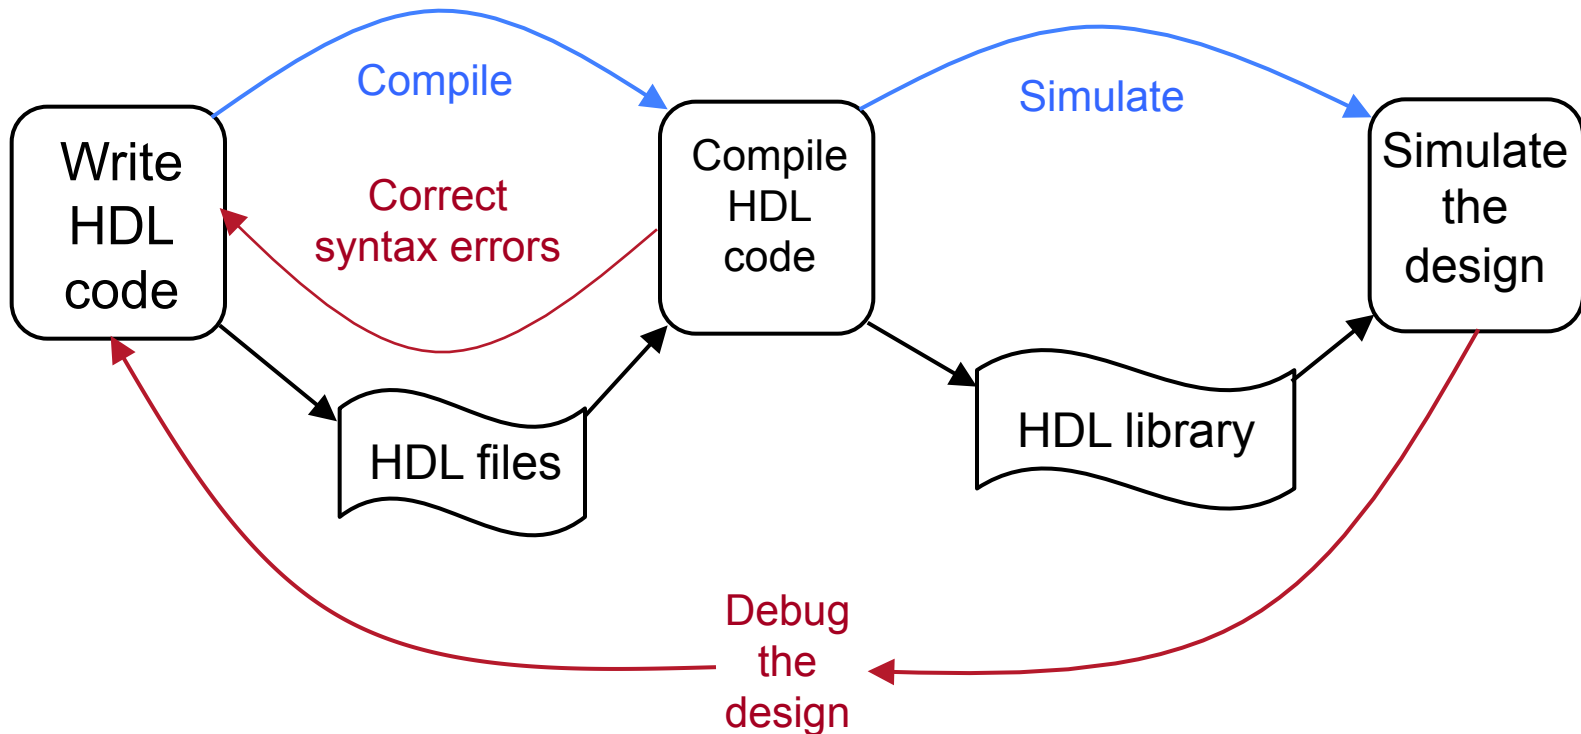 Compile
Simulate
Write
HDL
code
Correct
syntax errors
Compile
HDL
code
Simulate
the
design
HDL files
HDL library
Debug
the
design